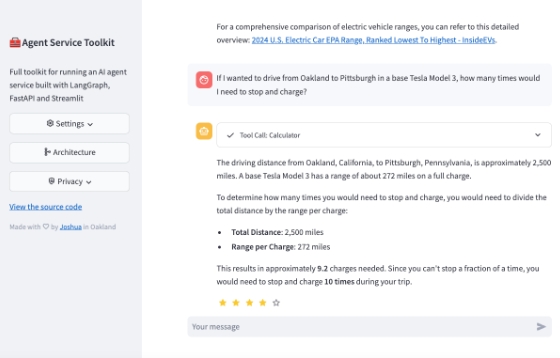 For a comprehensive comparison of electric vehicle ranges, you can refer to this detailed
overview: 2024 U.S. Electric Car EPA Range, Ranked Lowest To Highest - InsideEVs.
🧰Agent Service Toolkit
Full toolkit for running an AI agent
service built with LangGraph,
FastAPI and Streamlit
Settings
Architecture
Privacy
View the source code
Made with ♡ by Joshua in Oakland
If I wanted to drive from Oakland to Pittsburgh in a base Tesla Model 3, how many times would
I need to stop and charge?
Tool Call: Calculator
The driving distance from Oakland, California, to Pittsburgh, Pennsylvania, is approximately 2,500
miles. A base Tesla Model 3 has a range of about 272 miles on a full charge.
To determine how many times you would need to stop and charge, you would need to divide the
total distance by the range per charge:
• Total Distance: 2,500 miles
• Range per Charge: 272 miles
This results in approximately 9.2 charges needed. Since you can't stop a fraction of a time, you
would need to stop and charge 10 times during your trip.
Your message